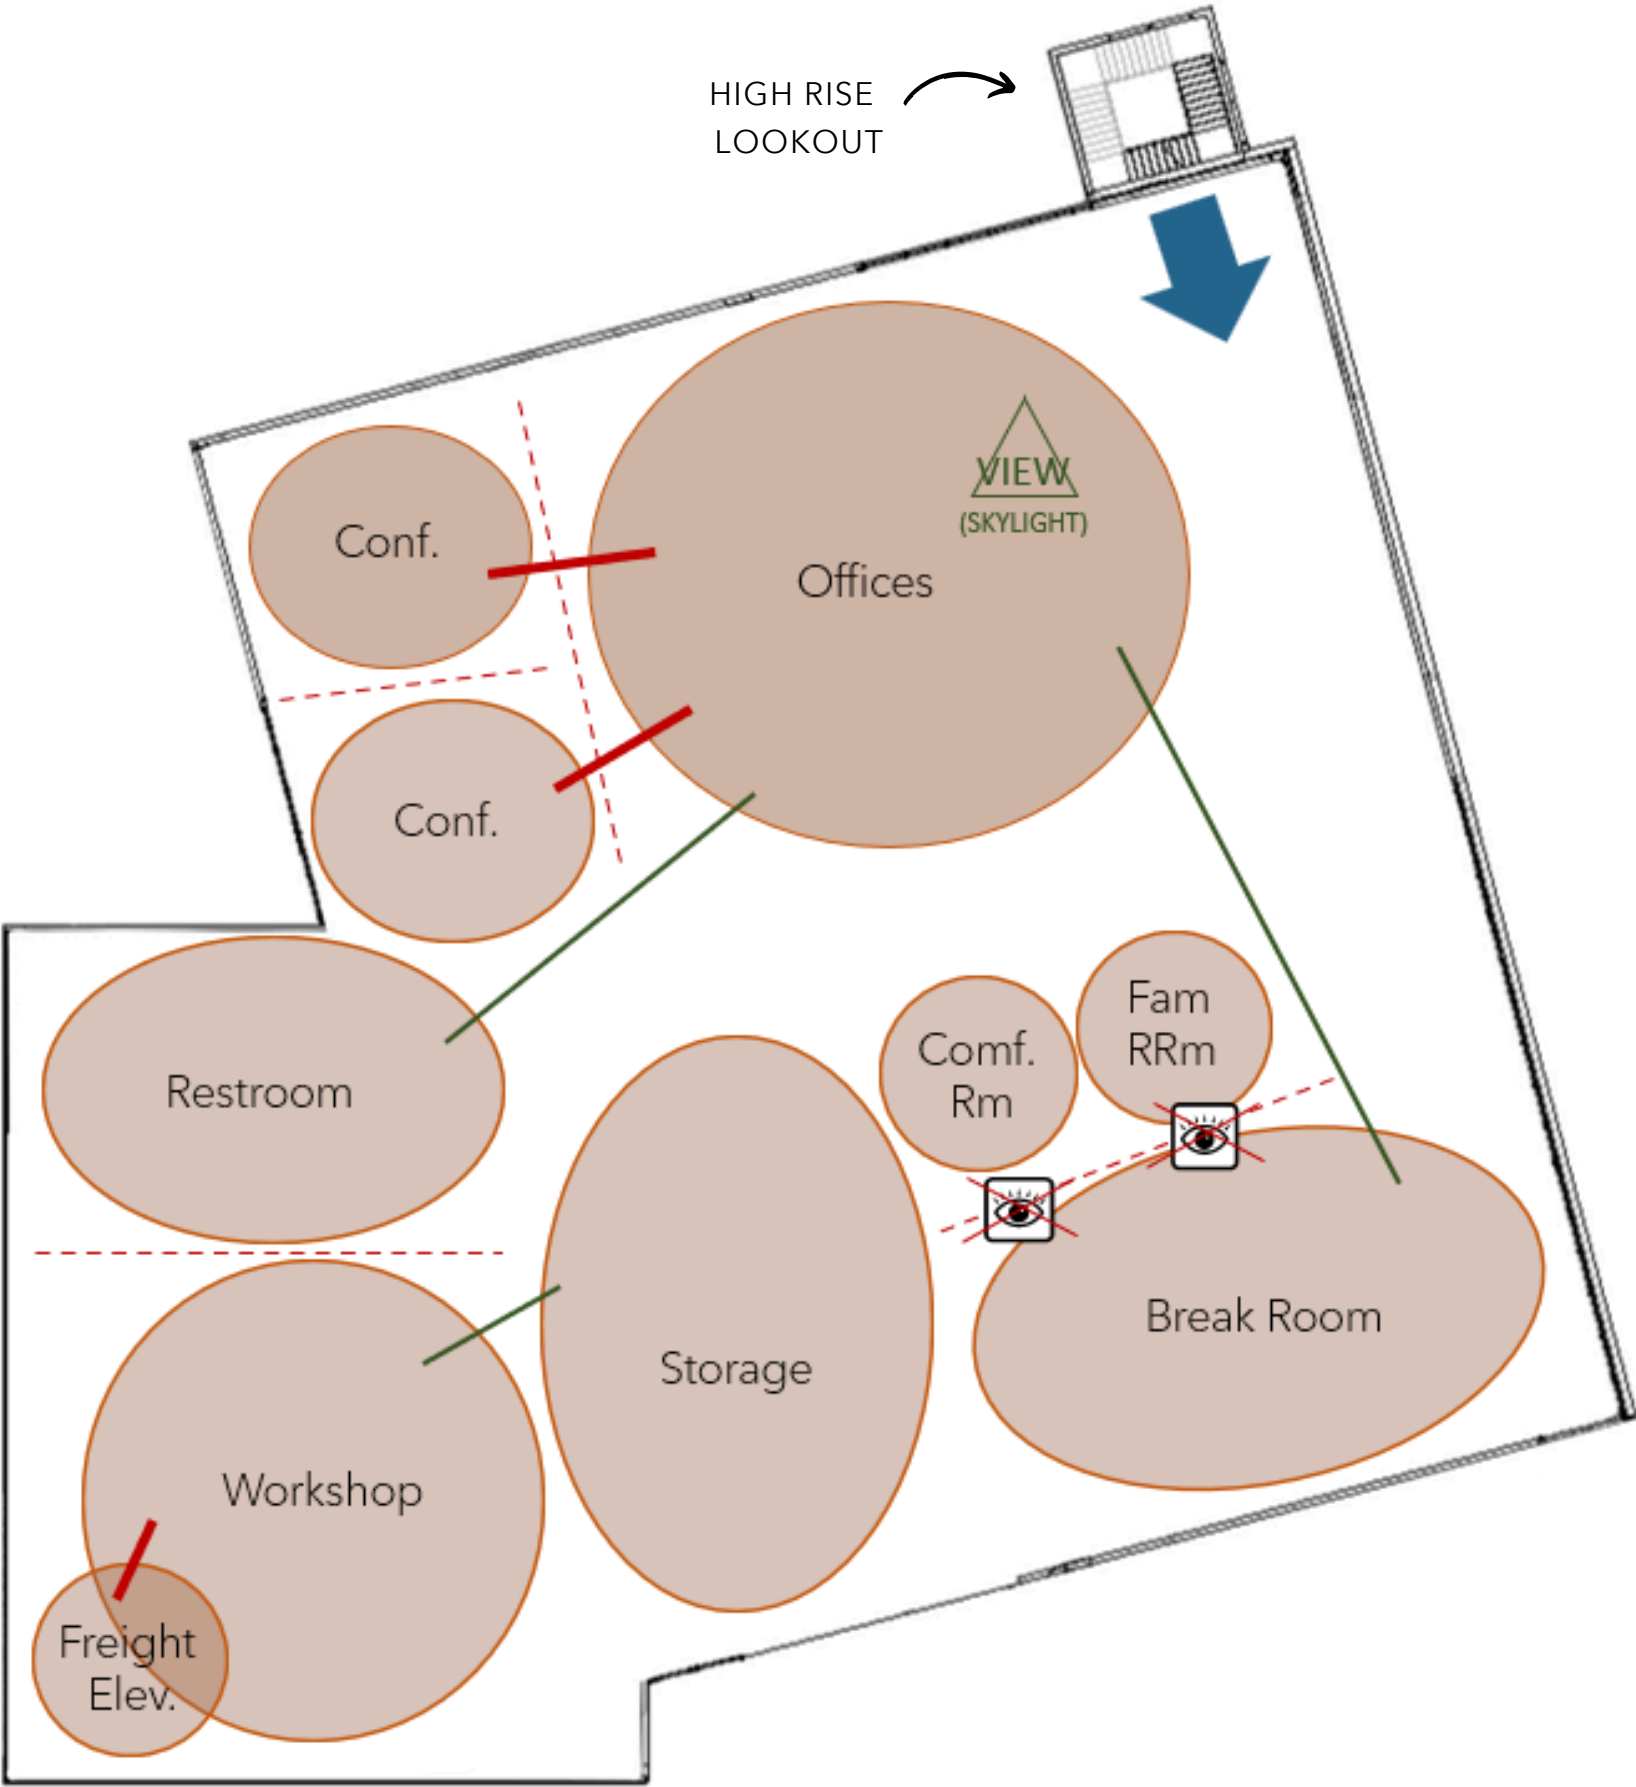 HIGH RISE
LOOKOUT
VIEW
(SKYLIGHT)
Conf.
Offices
Conf.
Fam
RRm
Comf.
Rm
Restroom
Break Room
Storage
Workshop
Freight
Elev.